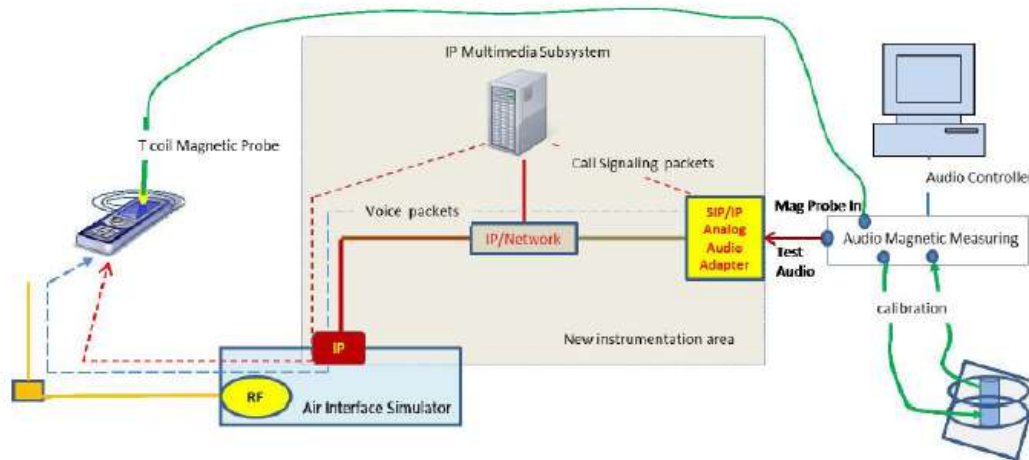 IP Multimedia Subsystem
T coil Magnetic Probe
Call Signaling packets
Audio Controlle
Voice packets
SIP/IP
Analog
Audio
Adapter
Mag Probe In
IP/Network
Audio Magnetic Measuring
Test
Audio
calibration
New instrumentation area
IP
RF
Air Interface Simulator